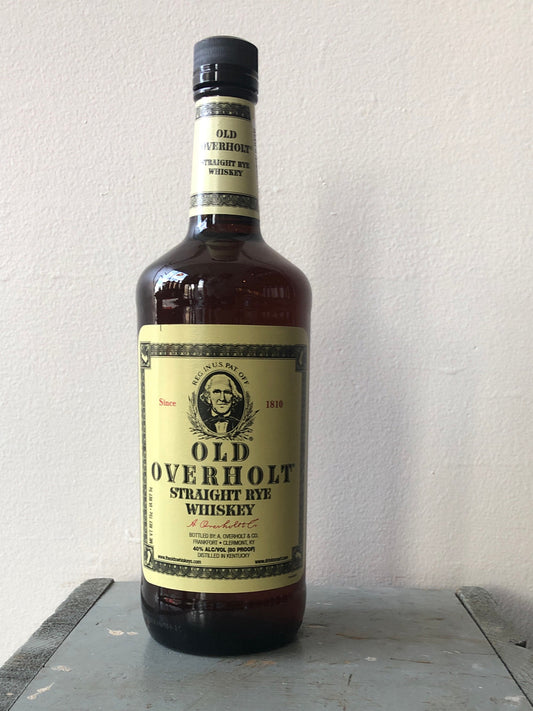 OLD
OVERHOLT
STRAIGHT RYE
WHISKEY
REG. IN U.S. PAT. OFF.
Since 1810
OLD
OVERHOLT
STRAIGHT RYE
WHISKEY
A. Overholt & Co.
BOTTLED BY: A. OVERHOLT & CO.
FRANKFORT • CLERMONT, KY
40% ALC/VOL (80 PROOF)
DISTILLED IN KENTUCKY